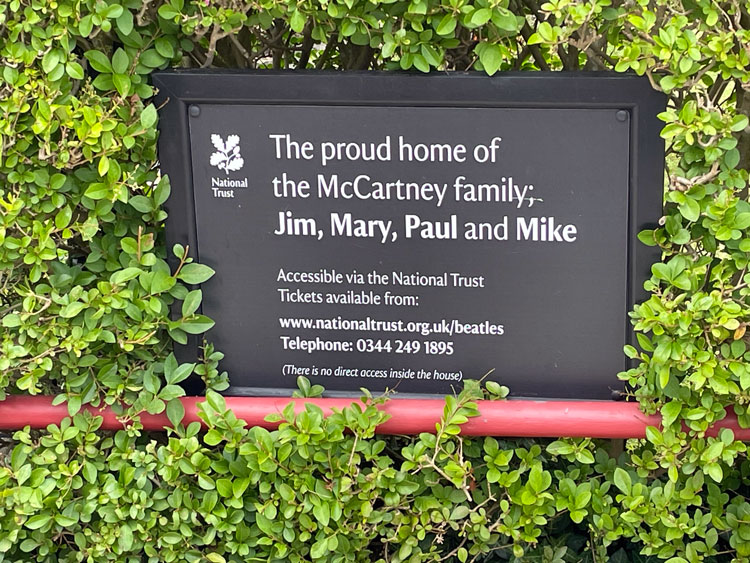 National
Trust
The proud home of
the McCartney family;
Jim, Mary, Paul and Mike
Accessible via the National Trust
Tickets available from:
www.nationaltrust.org.uk/beatles
Telephone: 0344 249 1895
(There is no direct access inside the house)